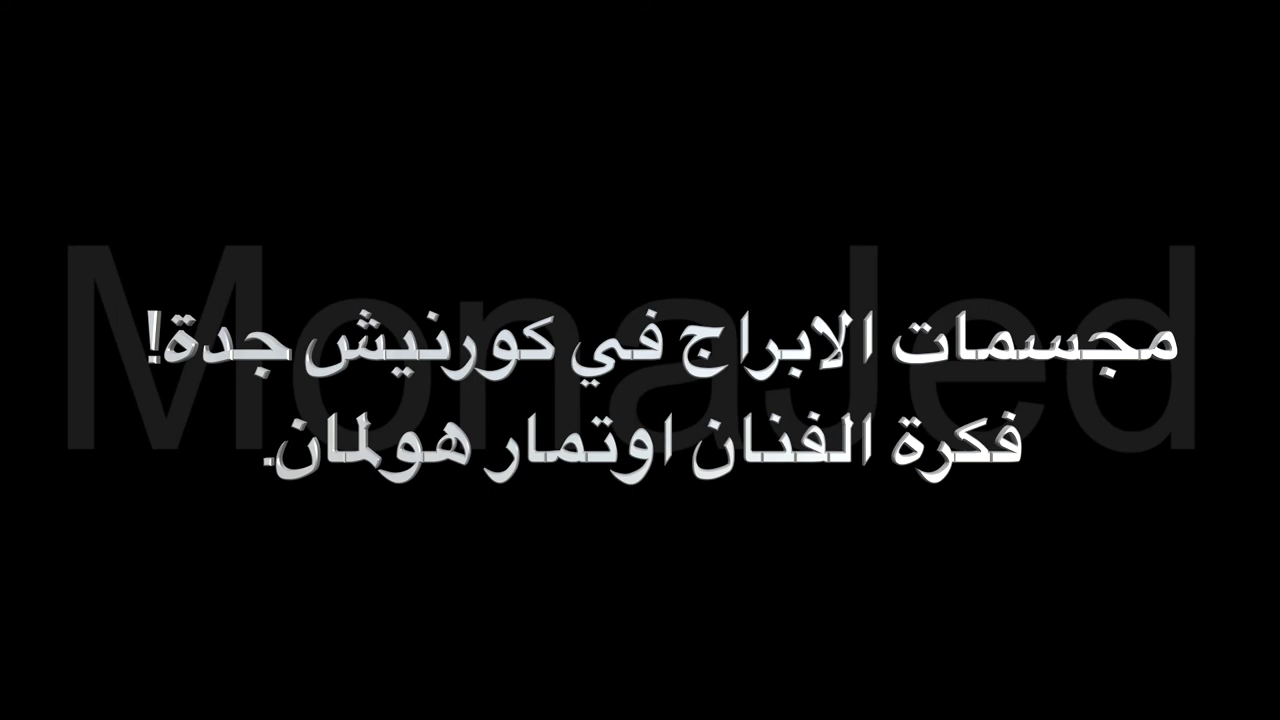 مجسمات الابراج في كورنيش جدة!
فكرة الفنان اوتمار هولمان.
MonaJed